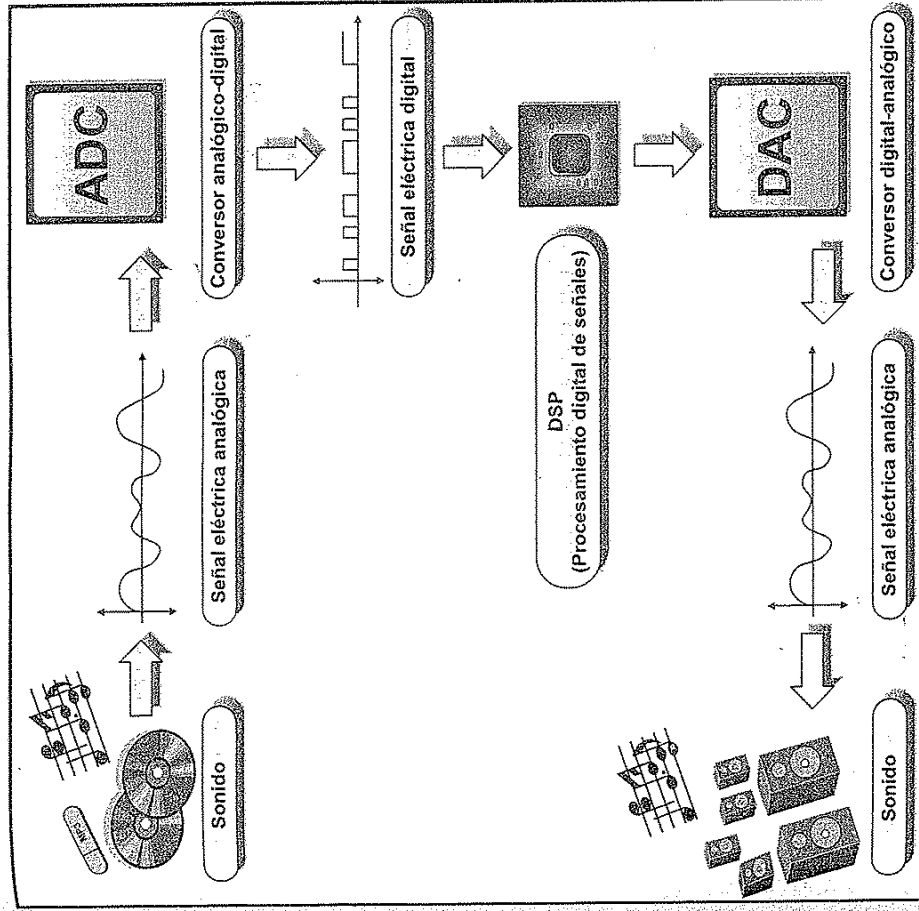 MP3
Sonido
Señal eléctrica analógica
ADC
Conversor analógico-digital
Señal eléctrica digital
DSP
(Procesamiento digital de señales)
DAC
Conversor digital-analógico
Señal eléctrica analógica
Sonido